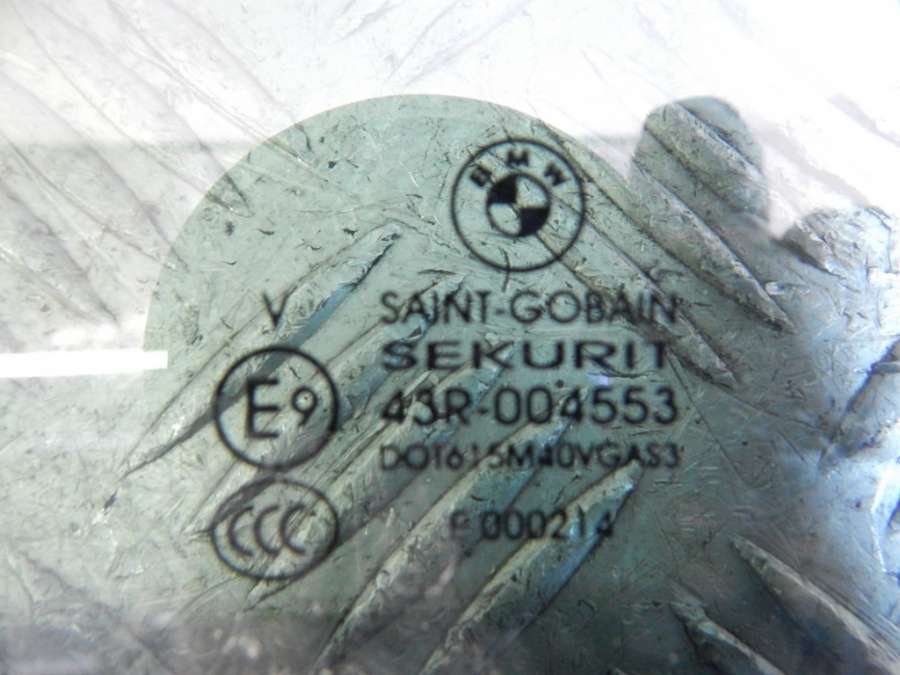 BMW
V
SAINT-GOBAIN
SEKURIT
E9
43R-004553
DOT615M40VGAS3
CCC
E000214